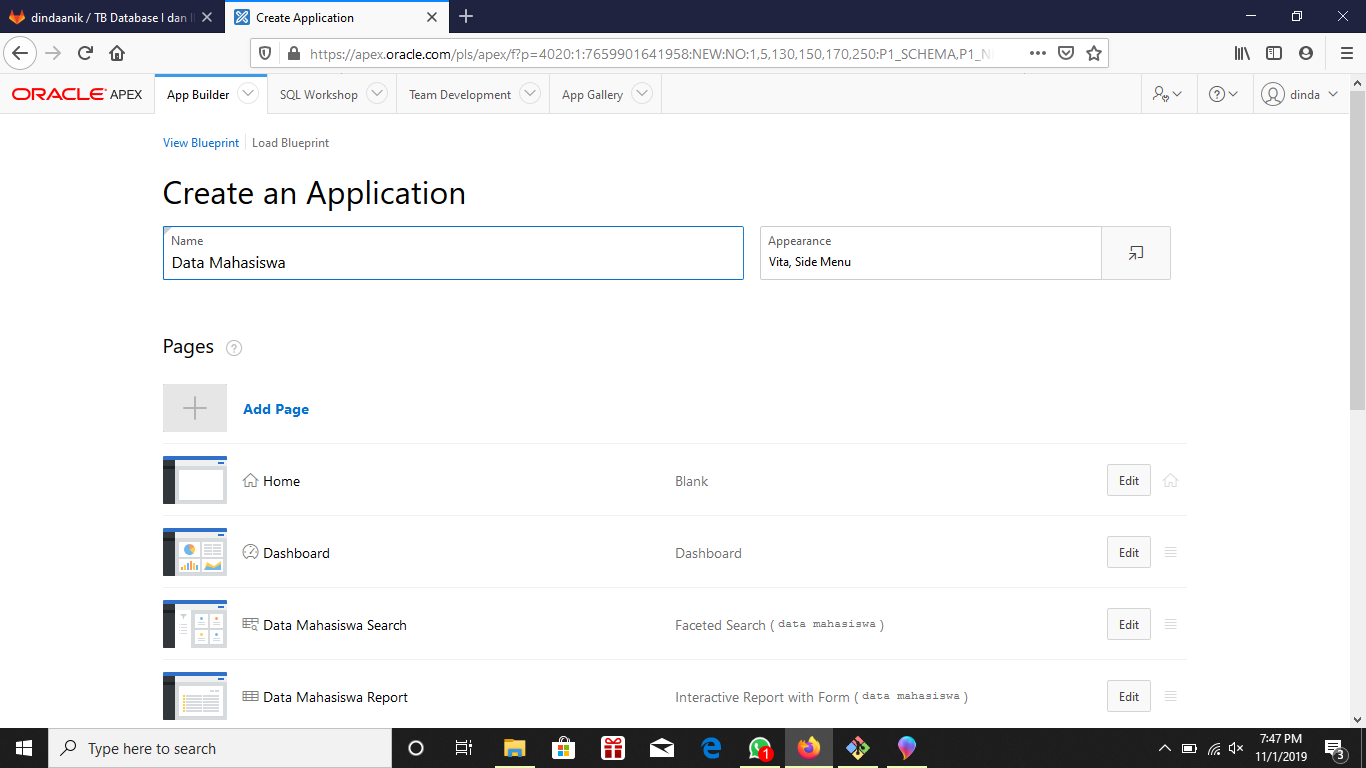 dindaanik / TB Database I dan I
Create Application
https://apex.oracle.com/pls/apex/f?p=4020:1:7659901641958:NEW:NO:1,5,130,150,170,250:P1_SCHEMA,P1_N
ORACLE APEX
App Builder
SQL Workshop
Team Development
App Gallery
dinda
View Blueprint
Load Blueprint
Create an Application
Name
Data Mahasiswa
Appearance
Vita, Side Menu
Pages ?
Add Page
Home
Blank
Edit
Dashboard
Dashboard
Edit
Data Mahasiswa Search
Faceted Search ( data mahasiswa )
Edit
Data Mahasiswa Report
Interactive Report with Form ( data mahasiswa )
Edit
Type here to search
1
7:47 PM
11/1/2019
3